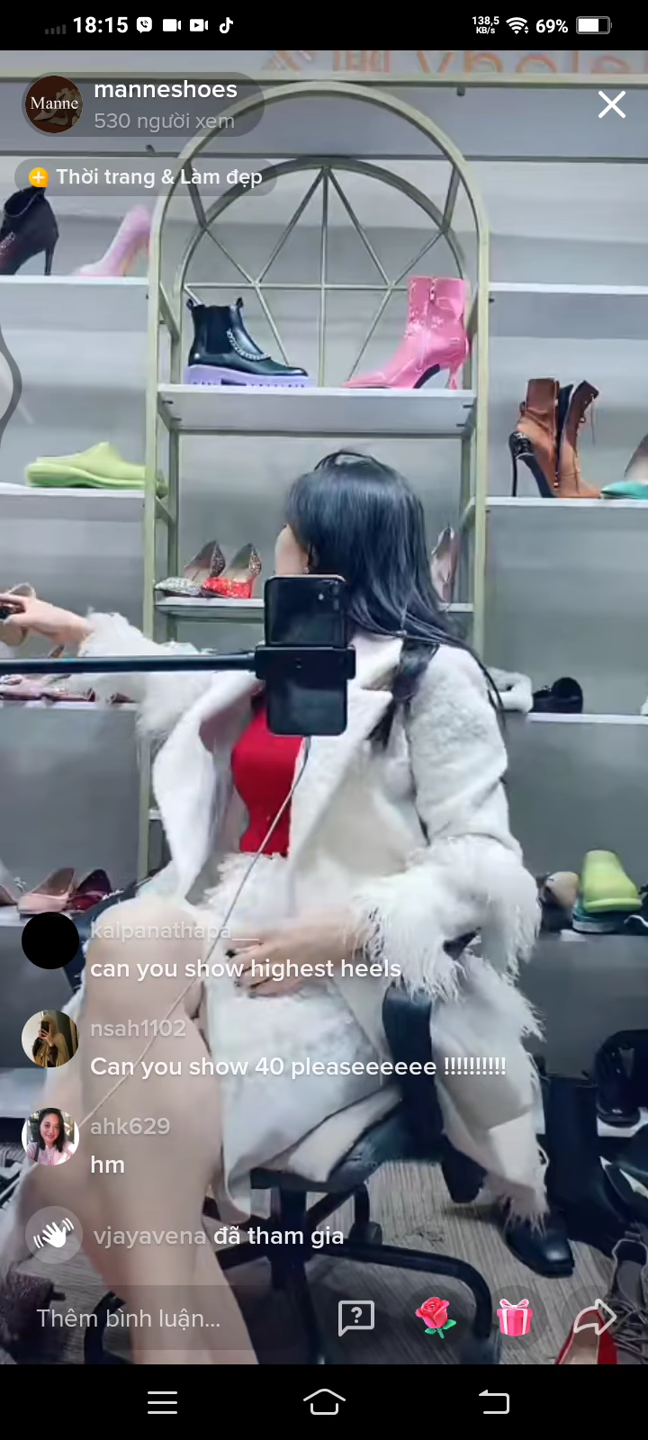 18:15
138,5
KB/s
69%
Manne
manneshoes
530 người xem
Thời trang & Làm đẹp
kalpanathapa__
can you show highest heels
nsah1102
Can you show 40 pleaseeeeee !!!!!!!!!!
ahk629
hm
vjayavena đã tham gia
Thêm bình luận...